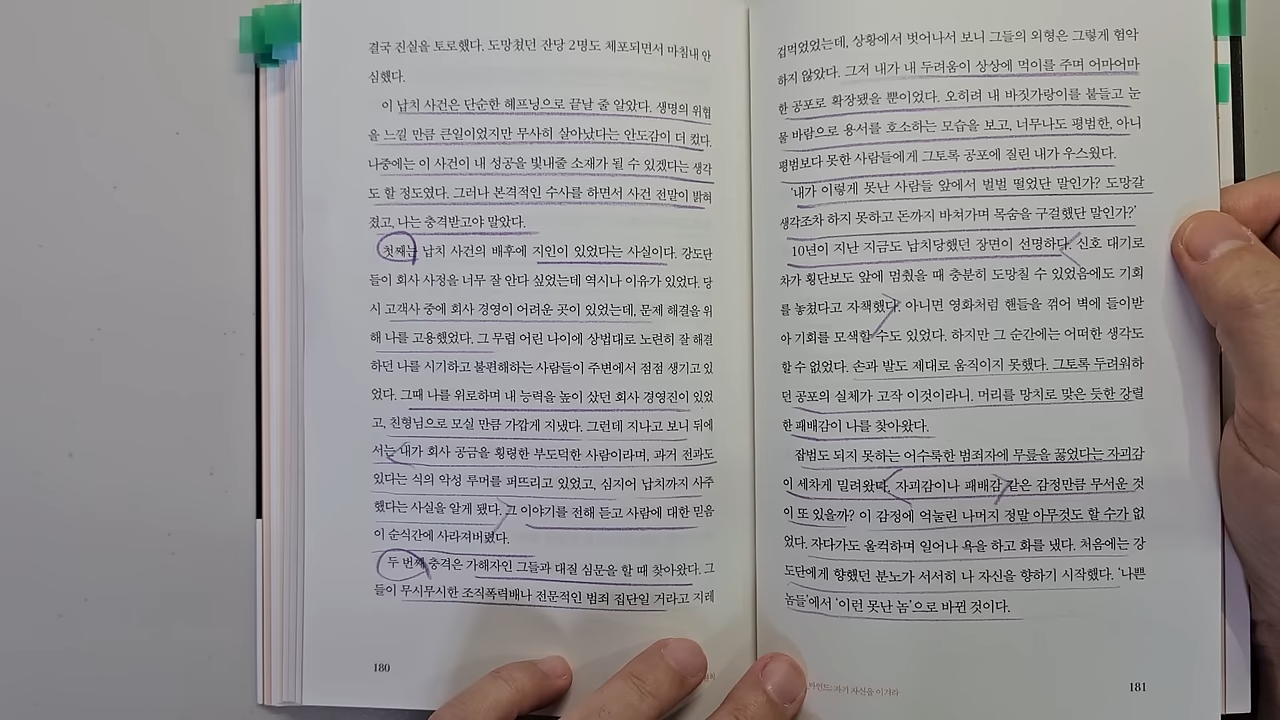 결국 진실을 토로했다. 도망쳤던 잔당 2명도 체포되면서 마침내 안
심했다.
이 납치 사건은 단순한 헤프닝으로 끝날 줄 알았다. 생명의 위협
을 느낄 만큼 큰일이었지만 무사히 살아났다는 안도감이 더 컸다.
나중에는 이 사건이 내 성공을 빛내줄 소재가 될 수 있겠다는 생각
도 할 정도였다. 그러나 본격적인 수사를 하면서 사건 전말이 밝혀
졌고, 나는 충격받고야 말았다.
첫째는 납치 사건의 배후에 지인이 있었다는 사실이다. 강도단
들이 회사 사정을 너무 잘 안다 싶었는데 역시나 이유가 있었다. 당
시 고객사 중에 회사 경영이 어려운 곳이 있었는데, 문제 해결을 위
해 나를 고용했었다. 그 무렵 어린 나이에 상법대로 노련히 잘 해결
하던 나를 시기하고 불편해하는 사람들이 주변에서 점점 생기고 있
었다. 그때 나를 위로하며 내 능력을 높이 샀던 회사 경영진이 있었
고, 친형님으로 모실 만큼 가깝게 지냈다. 그런데 지나고 보니 뒤에
서는 내가 회사 공금을 횡령한 부도덕한 사람이라며, 과거 전과도
있다는 식의 악성 루머를 퍼뜨리고 있었고, 심지어 납치까지 사주
했다는 사실을 알게 됐다. 그 이야기를 전해 듣고 사람에 대한 믿음
이 순식간에 사라져버렸다.
두 번째 충격은 가해자인 그들과 대질 심문을 할 때 찾아왔다. 그
들이 무시무시한 조직폭력배나 전문적인 범죄 집단일 거라고 지레
180
겁먹었었는데, 상황에서 벗어나서 보니 그들의 외형은 그렇게 험악
하지 않았다. 그저 내가 내 두려움이 상상에 먹이를 주며 어마어마
한 공포로 확장됐을 뿐이었다. 오히려 내 바짓가랑이를 붙들고 눈
물 바람으로 용서를 호소하는 모습을 보고, 너무나도 평범한, 아니
평범보다 못한 사람들에게 그토록 공포에 질린 내가 우스웠다.
'내가 이렇게 못난 사람들 앞에서 벌벌 떨었단 말인가? 도망갈
생각조차 하지 못하고 돈까지 바쳐가며 목숨을 구걸했단 말인가?'
10년이 지난 지금도 납치당했던 장면이 선명하다. 신호 대기로
차가 횡단보도 앞에 멈췄을 때 충분히 도망칠 수 있었음에도 기회
를 놓쳤다고 자책했다. 아니면 영화처럼 핸들을 꺾어 벽에 들이받
아 기회를 모색할 수도 있었다. 하지만 그 순간에는 어떠한 생각도
할 수 없었다. 손과 발도 제대로 움직이지 못했다. 그토록 두려워하
던 공포의 실체가 고작 이것이라니. 머리를 망치로 맞은 듯한 강렬
한 패배감이 나를 찾아왔다.
잡범도 되지 못하는 어수룩한 범죄자에 무릎을 꿇었다는 자괴감
이 세차게 밀려왔다. 자괴감이나 패배감 같은 감정만큼 무서운 것
이 또 있을까? 이 감정에 억눌린 나머지 정말 아무것도 할 수가 없
었다. 자다가도 울컥하며 일어나 욕을 하고 화를 냈다. 처음에는 강
도단에게 향했던 분노가 서서히 나 자신을 향하기 시작했다. '나쁜
놈들'에서 '이런 못난 놈'으로 바뀐 것이다.
자기 자신을 이겨라
181